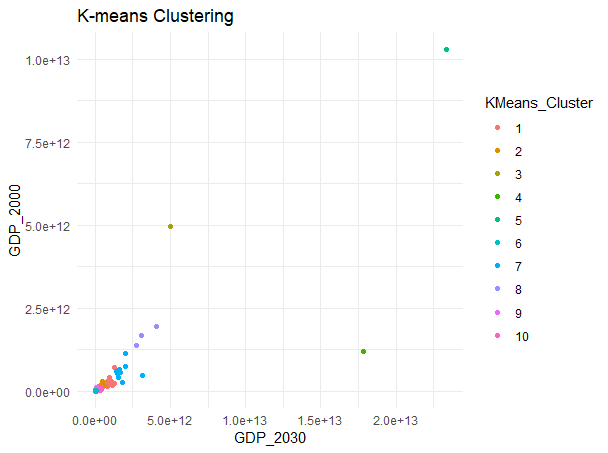 K-means Clustering
1.0e+13
7.5e+12
5.0e+12
2.5e+12
0.0e+00
GDP_2000
0.0e+00 5.0e+12 1.0e+13 1.5e+13 2.0e+13
GDP_2030
KMeans_Cluster
1
2
3
4
5
6
7
8
9
10